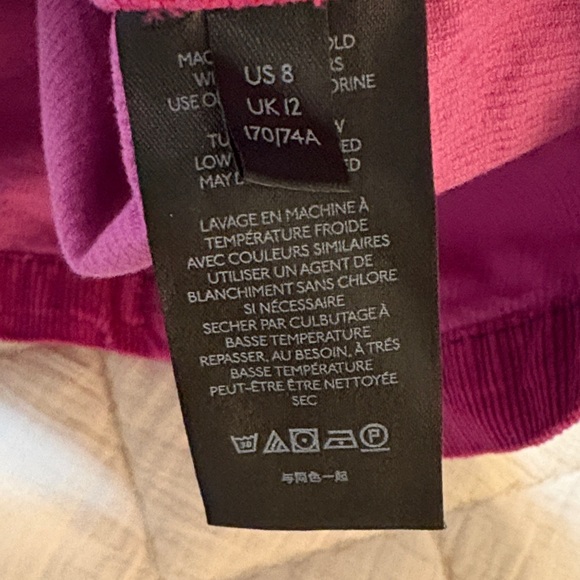 US 8
UK 12
170/74A
LAVAGE EN MACHINE À
TEMPÉRATURE FROIDE
AVEC COULEURS SIMILAIRES
UTILISER UN AGENT DE
BLANCHIMENT SANS CHLORE
SI NÉCESSAIRE
SECHER PAR CULBUTAGE À
BASSE TEMPÉRATURE
REPASSER, AU BESOIN, À TRÉS
BASSE TEMPÉRATURE
PEUT-ÊTRE ÊTRE NETTOYÉE
SEC
30 P
与同色一起